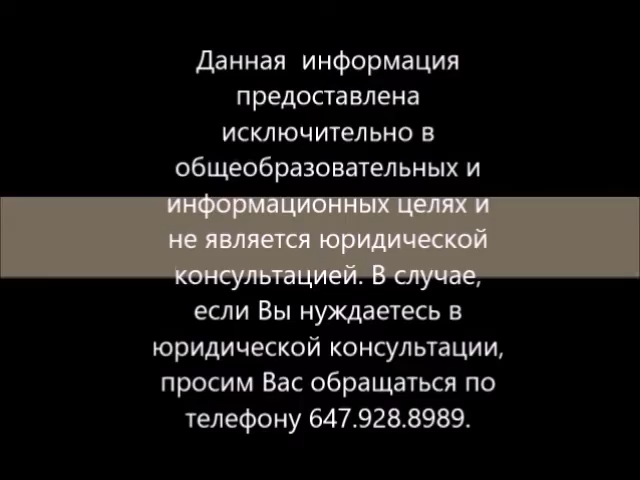 Данная  информация
предоставлена
исключительно в
общеобразовательных и
информационных целях и
не является юридической
консультацией. В случае,
если Вы нуждаетесь в
юридической консультации,
просим Вас обращаться по
телефону 647.928.8989.